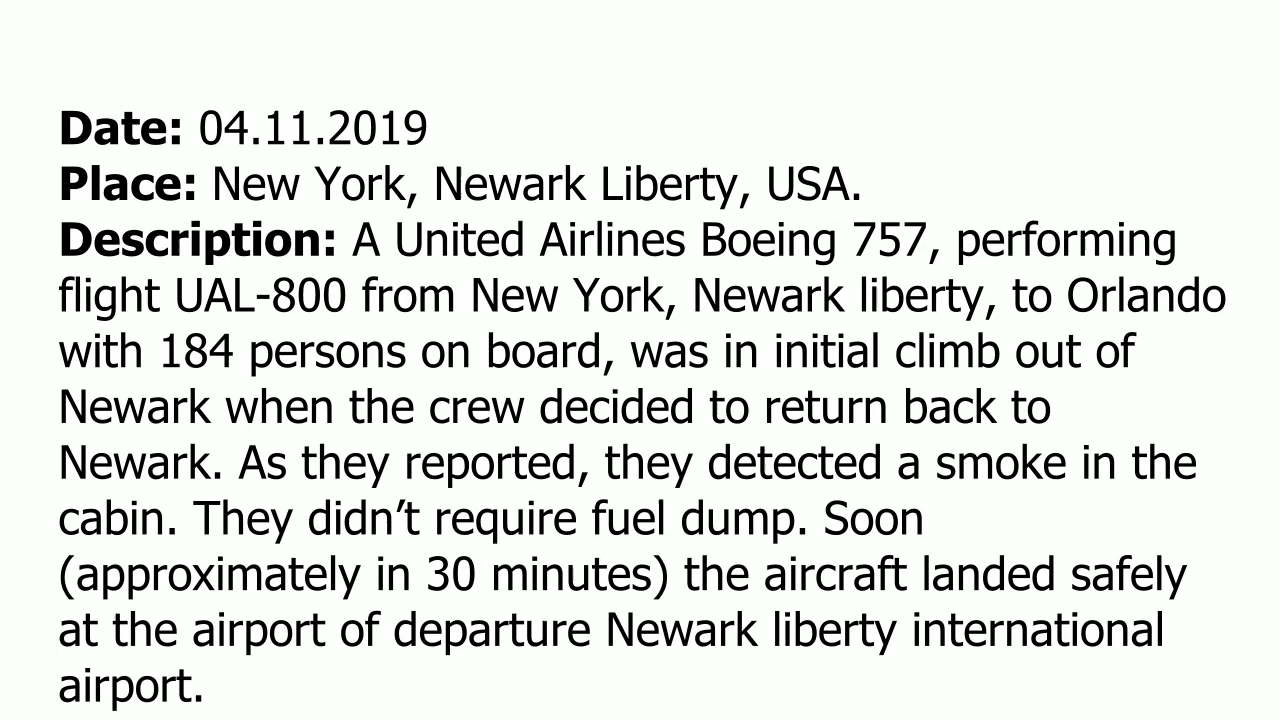 Date: 04.11.2019
Place: New York, Newark Liberty, USA.
Description: A United Airlines Boeing 757, performing
flight UAL-800 from New York, Newark liberty, to Orlando
with 184 persons on board, was in initial climb out of
Newark when the crew decided to return back to
Newark. As they reported, they detected a smoke in the
cabin. They didn’t require fuel dump. Soon
(approximately in 30 minutes) the aircraft landed safely
at the airport of departure Newark liberty international
airport.